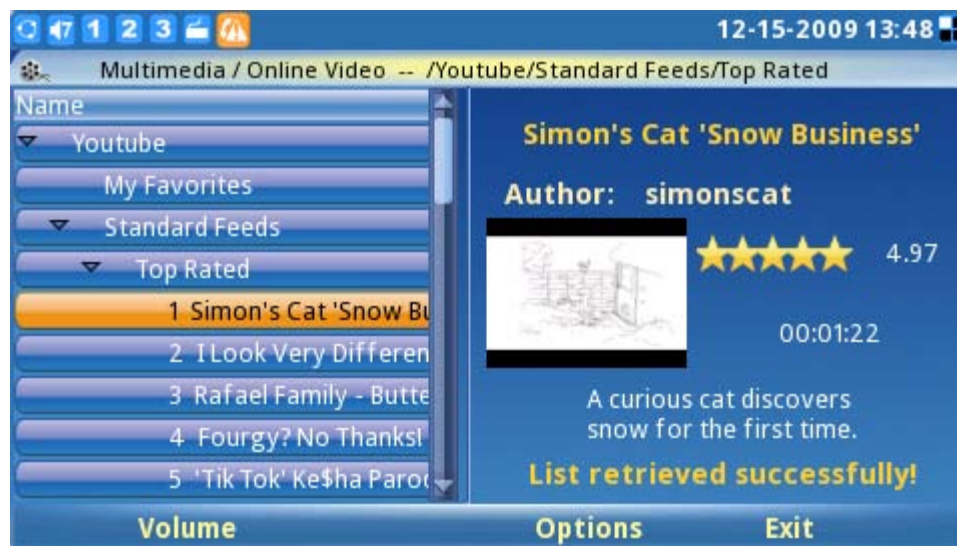 7 1 2 3 12-15-2009 13:48
Multimedia / Online Video -- /Youtube/Standard Feeds/Top Rated
Name
Youtube
My Favorites
Standard Feeds
Top Rated
1 Simon's Cat 'Snow Bu
2 I Look Very Differen
3 Rafael Family - Butte
4 Fourgy? No Thanks!
5 'Tik Tok' Ke$ha Paroc
Simon's Cat 'Snow Business'
Author: simonscat
4.97
00:01:22
A curious cat discovers
snow for the first time.
List retrieved successfully!
Volume Options Exit